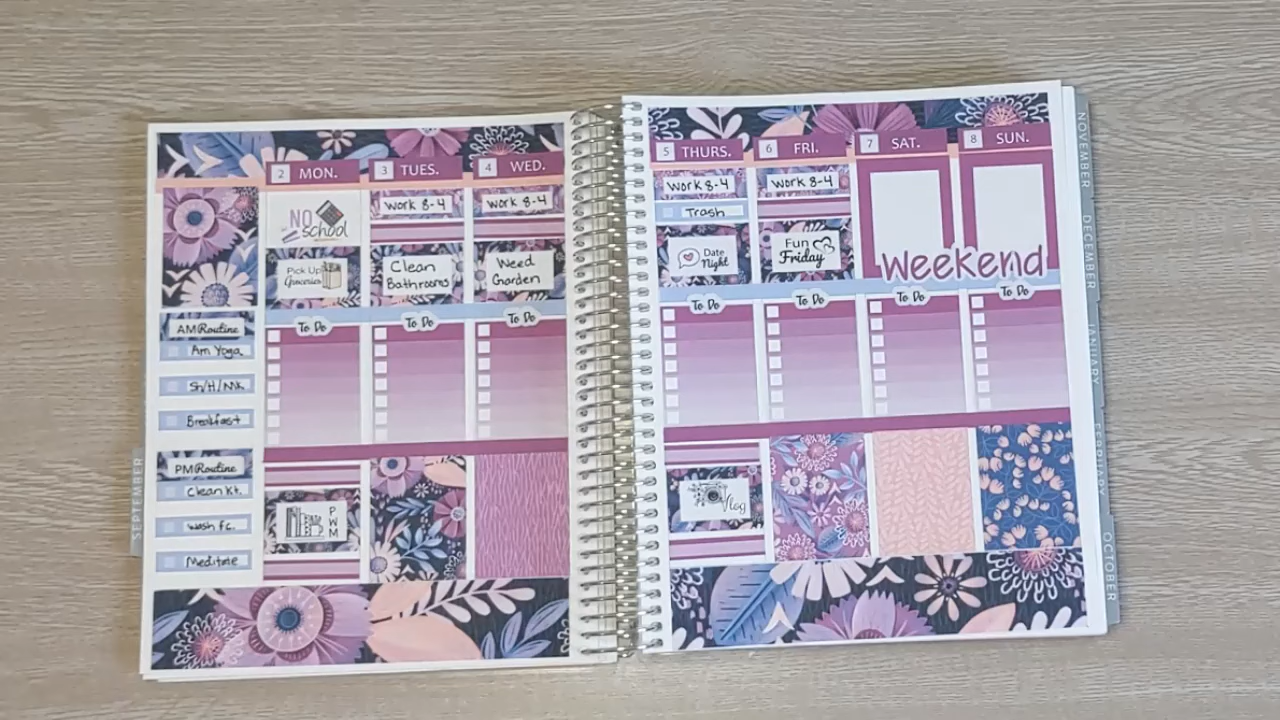 2 MON.
3 TUES.
4 WED.
NO School
Work 8-4
Work 8-4
Pick Up Groceries
Clean Bathrooms
Weed Garden
To Do
To Do
To Do
AM Routine
Am Yoga
Sh/H/Mk
Breakfast
PM Routine
Clean Kt.
Wash fc.
Meditate
PWM
SEPTEMBER
5 THURS.
6 FRI.
7 SAT.
8 SUN.
Work 8-4
Work 8-4
Trash
Date Night
Fun Friday
Weekend
To Do
To Do
To Do
To Do
Vlog
NOVEMBER
DECEMBER
JANUARY
FEBRUARY
OCTOBER